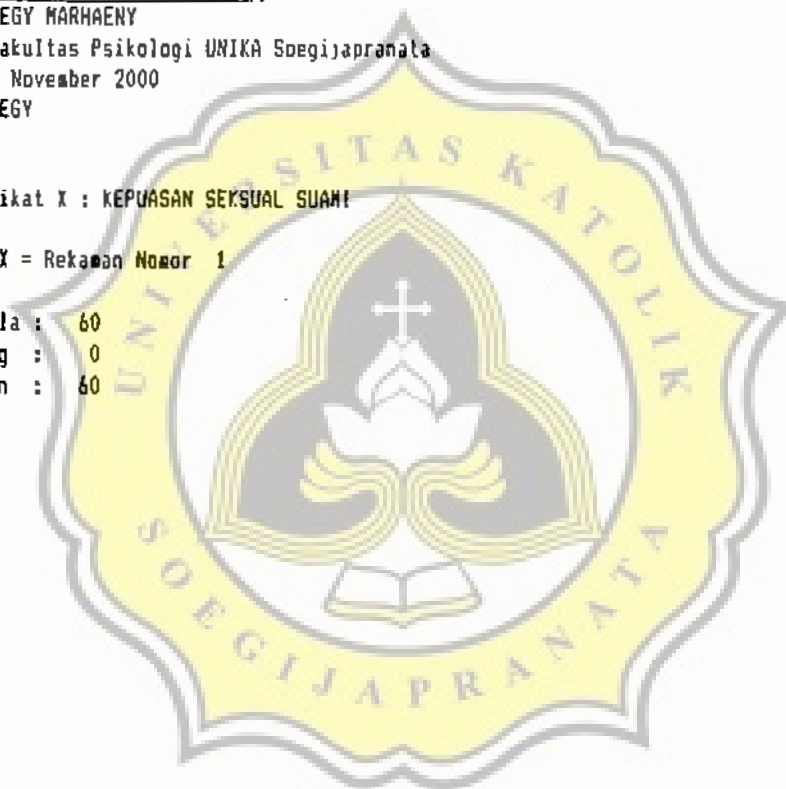 EGY MARHAENY
akultas Psikologi UNIKA Soegijapranata
November 2000
EGY
ikat X : KEPUASAN SEKSUAL SUAMI
X = Rekaman Nomor 1
la : 60
g : 0
n : 60
UNIVERSITAS KATOLIK
SOEGIJAPRANATA